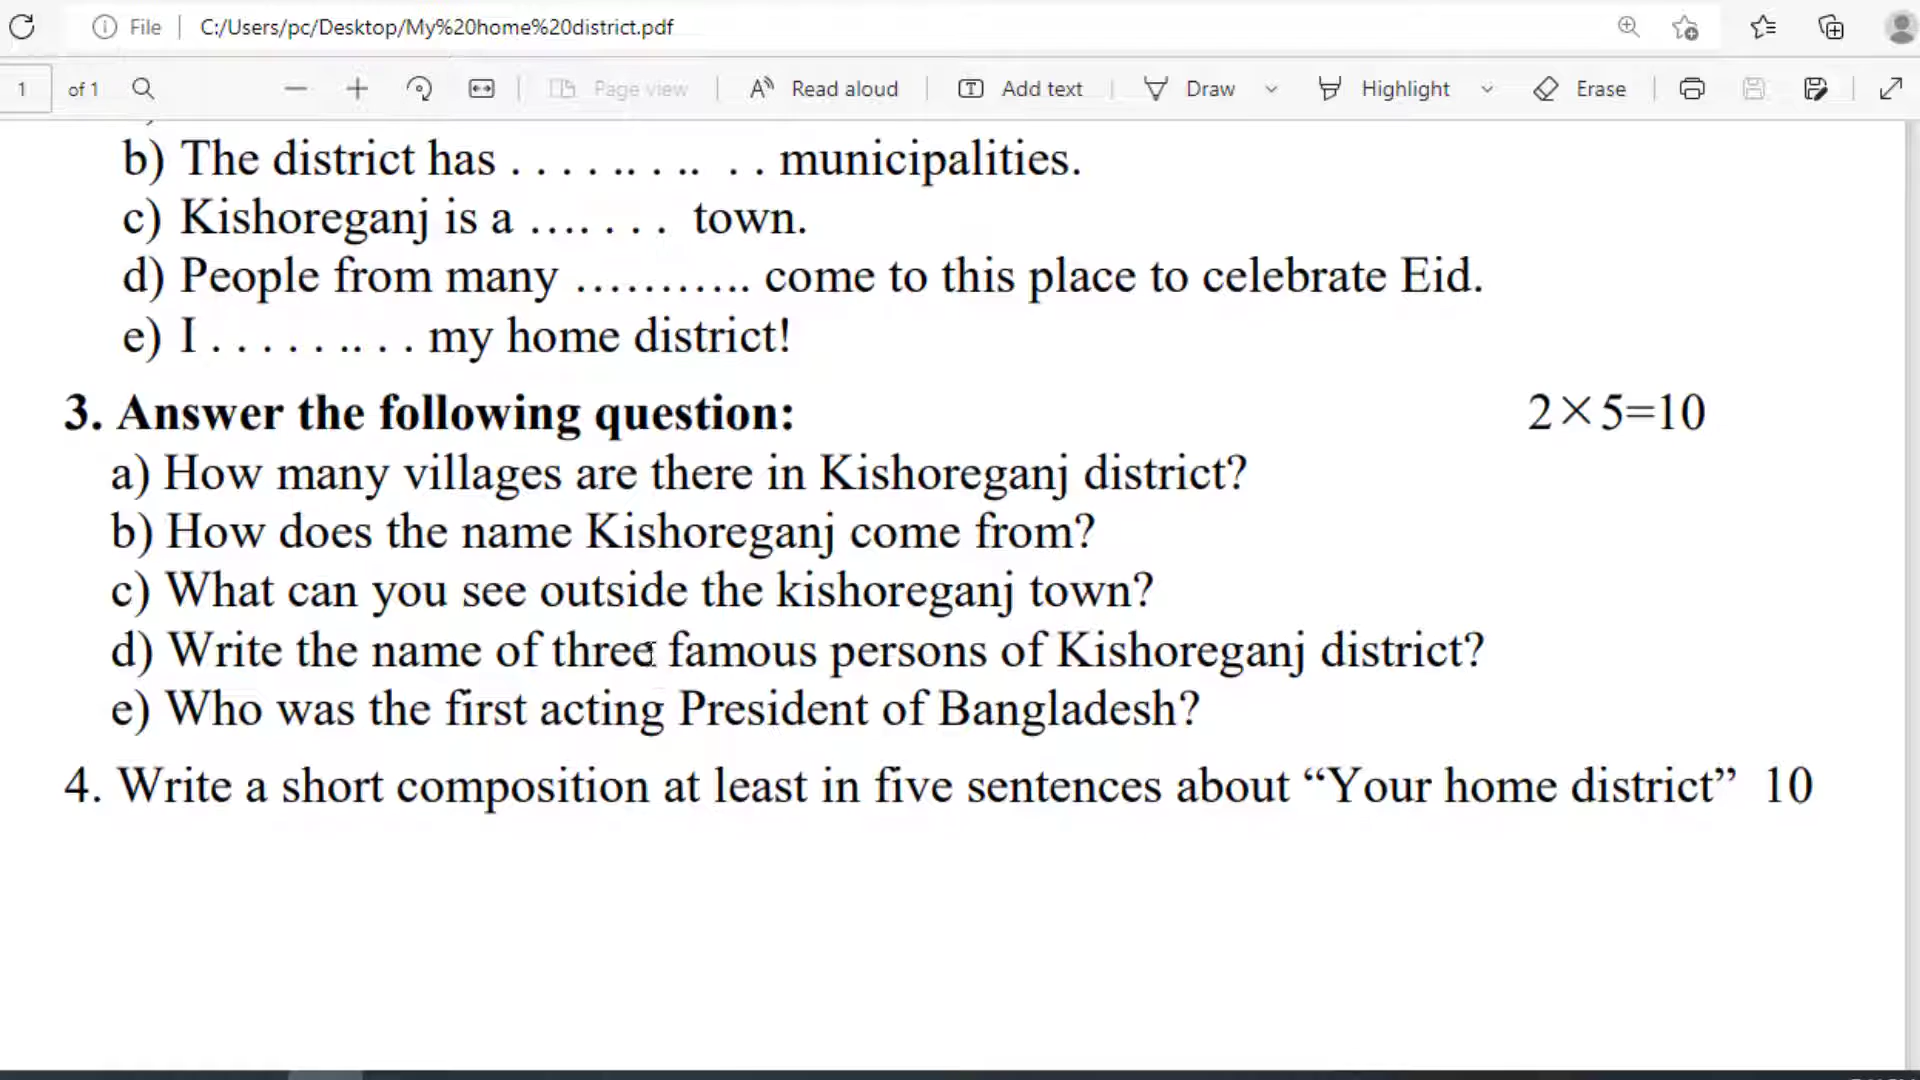 File C:/Users/pc/Desktop/My%20home%20district.pdf
1 of 1 Page view Read aloud Add text Draw Highlight Erase
b) The district has . . . . .. . .. . . municipalities.
c) Kishoreganj is a …. . . . town.
d) People from many ……….. come to this place to celebrate Eid.
e) I . . . . . .. . . my home district!
3. Answer the following question: 2×5=10
a) How many villages are there in Kishoreganj district?
b) How does the name Kishoreganj come from?
c) What can you see outside the kishoreganj town?
d) Write the name of three famous persons of Kishoreganj district?
e) Who was the first acting President of Bangladesh?
4. Write a short composition at least in five sentences about “Your home district” 10